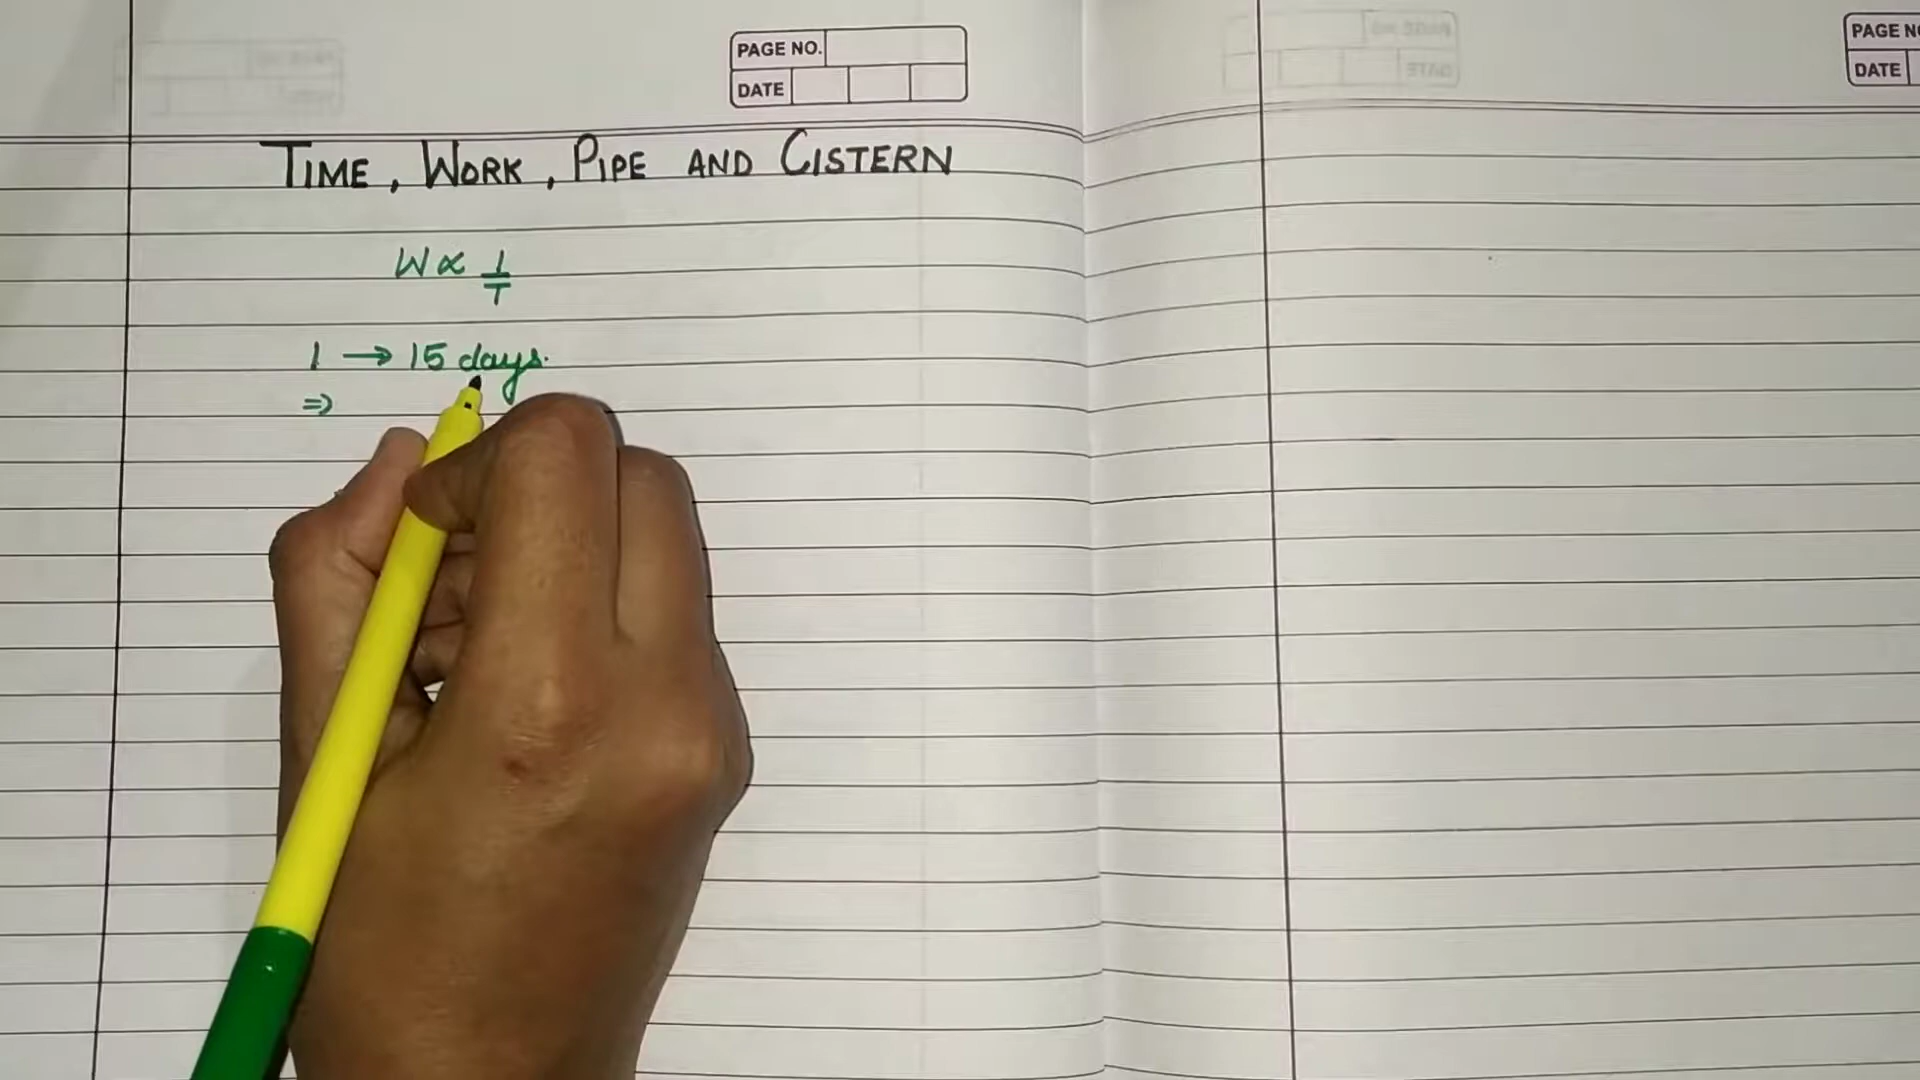 PAGE NO.
DATE
PAGE NO
DATE
TIME, WORK, PIPE AND CISTERN
W ∝ 1/T
1 → 15 days.
⇒